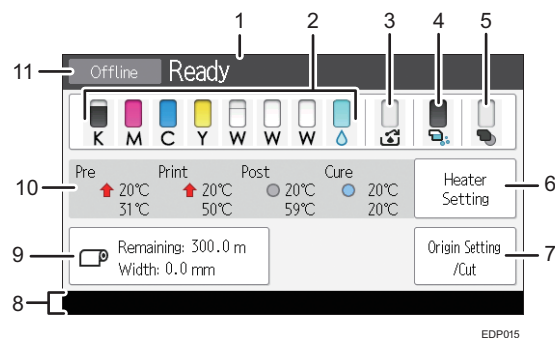 1 2 3 4 5
11 Offline Ready
K M C Y W W W
Pre Print Post Cure
20℃ 20℃ 20℃ 20℃
31℃ 50℃ 59℃ 20℃
10
Heater
Setting
6
9
Remaining: 300.0 m
Width: 0.0 mm
Origin Setting
/Cut
7
8
EDP015